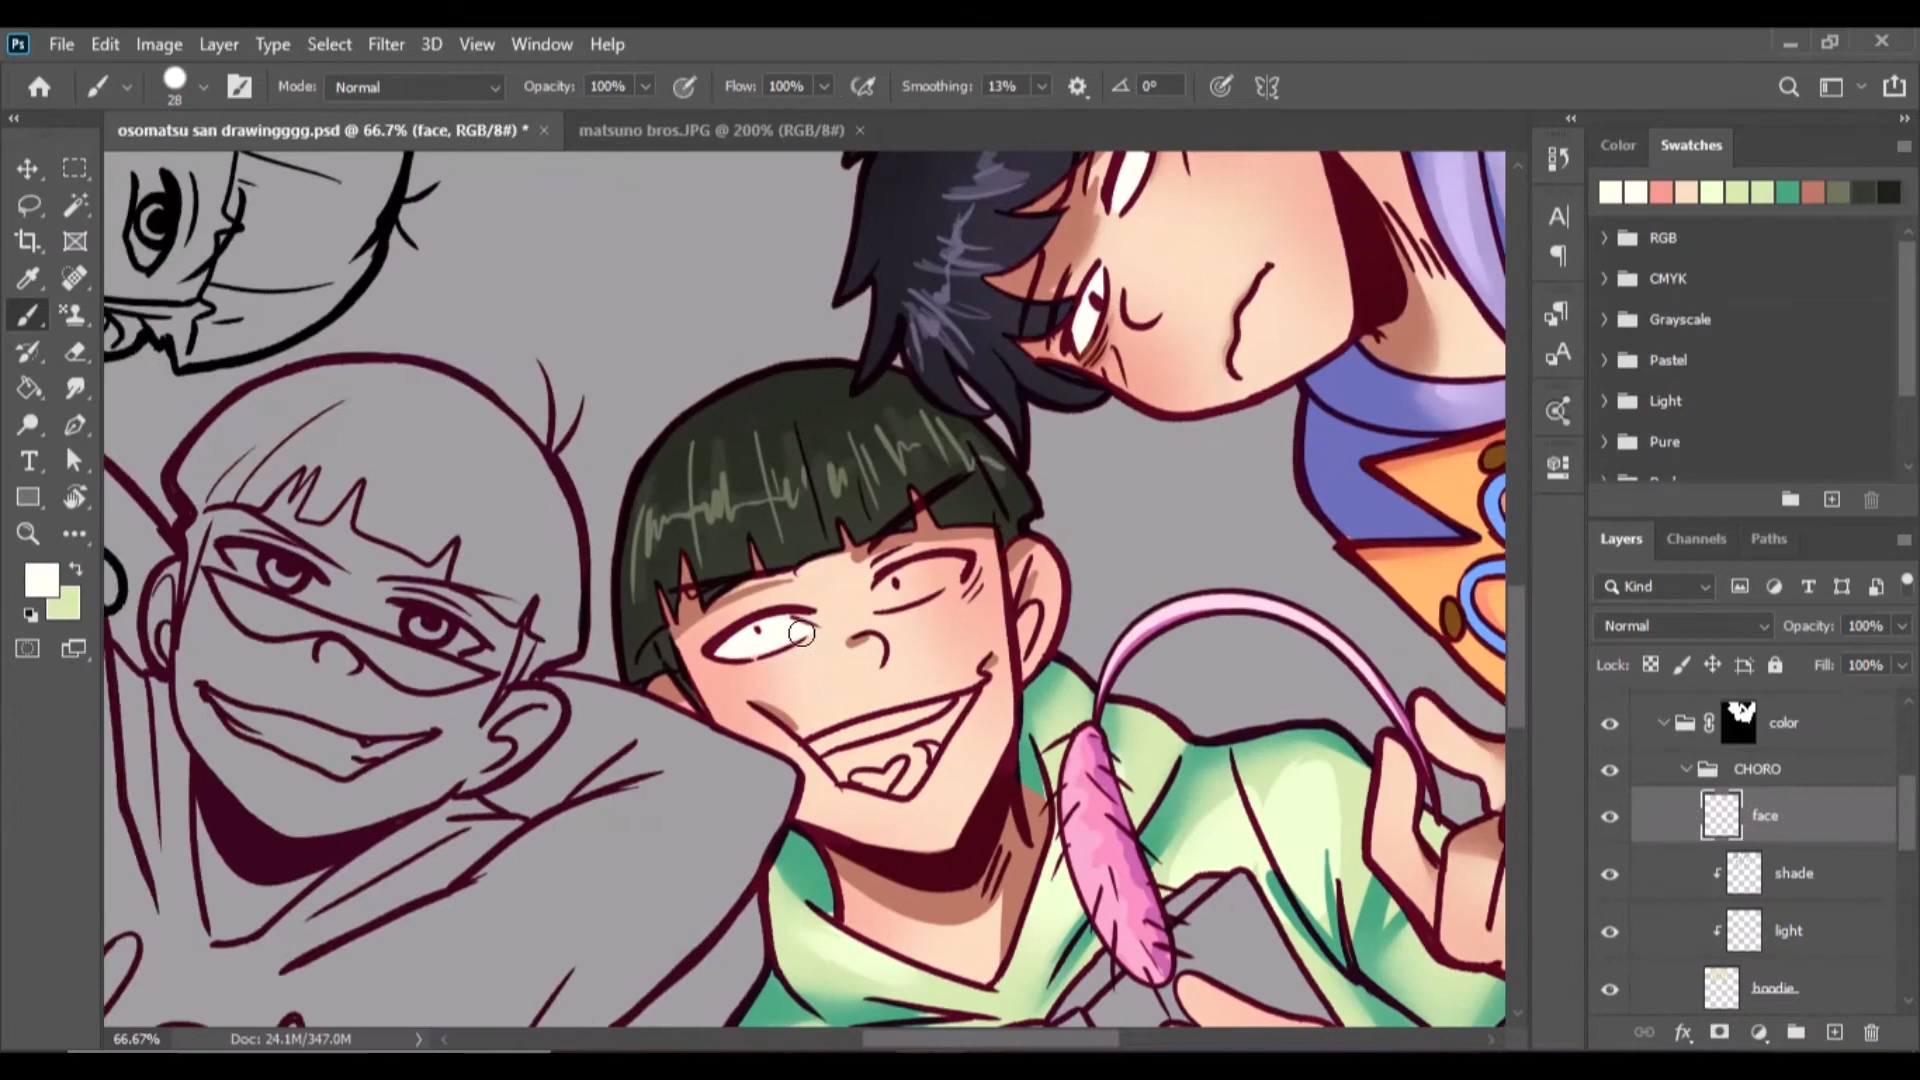 Ps File Edit Image Layer Type Select Filter 3D View Window Help
28 Mode: Normal Opacity: 100% Flow: 100% Smoothing: 13% 0°
osomatsu san drawingggg.psd @ 66.7% (face, RGB/8#) * matsuno bros.JPG @ 200% (RGB/8#)
Color Swatches
RGB
CMYK
Grayscale
Pastel
Light
Pure
Layers Channels Paths
Kind
Normal Opacity: 100%
Lock: Fill: 100%
color
CHORO
face
shade
light
hoodie
66.67% Doc: 24.1M/347.0M